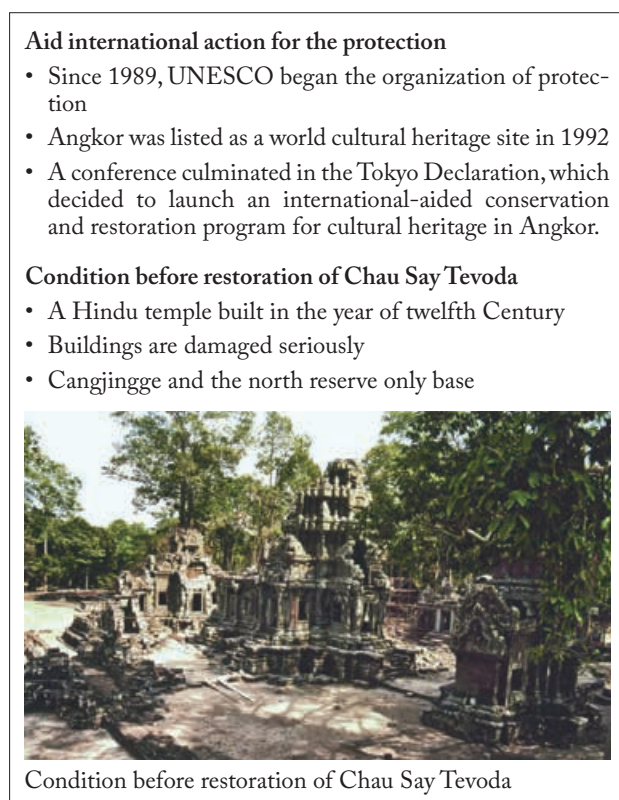 Aid international action for the protection
• Since 1989, UNESCO began the organization of protec-
tion
• Angkor was listed as a world cultural heritage site in 1992
• A conference culminated in the Tokyo Declaration, which
decided to launch an international-aided conservation
and restoration program for cultural heritage in Angkor.
Condition before restoration of Chau Say Tevoda
• A Hindu temple built in the year of twelfth Century
• Buildings are damaged seriously
• Cangjingge and the north reserve only base
Condition before restoration of Chau Say Tevoda